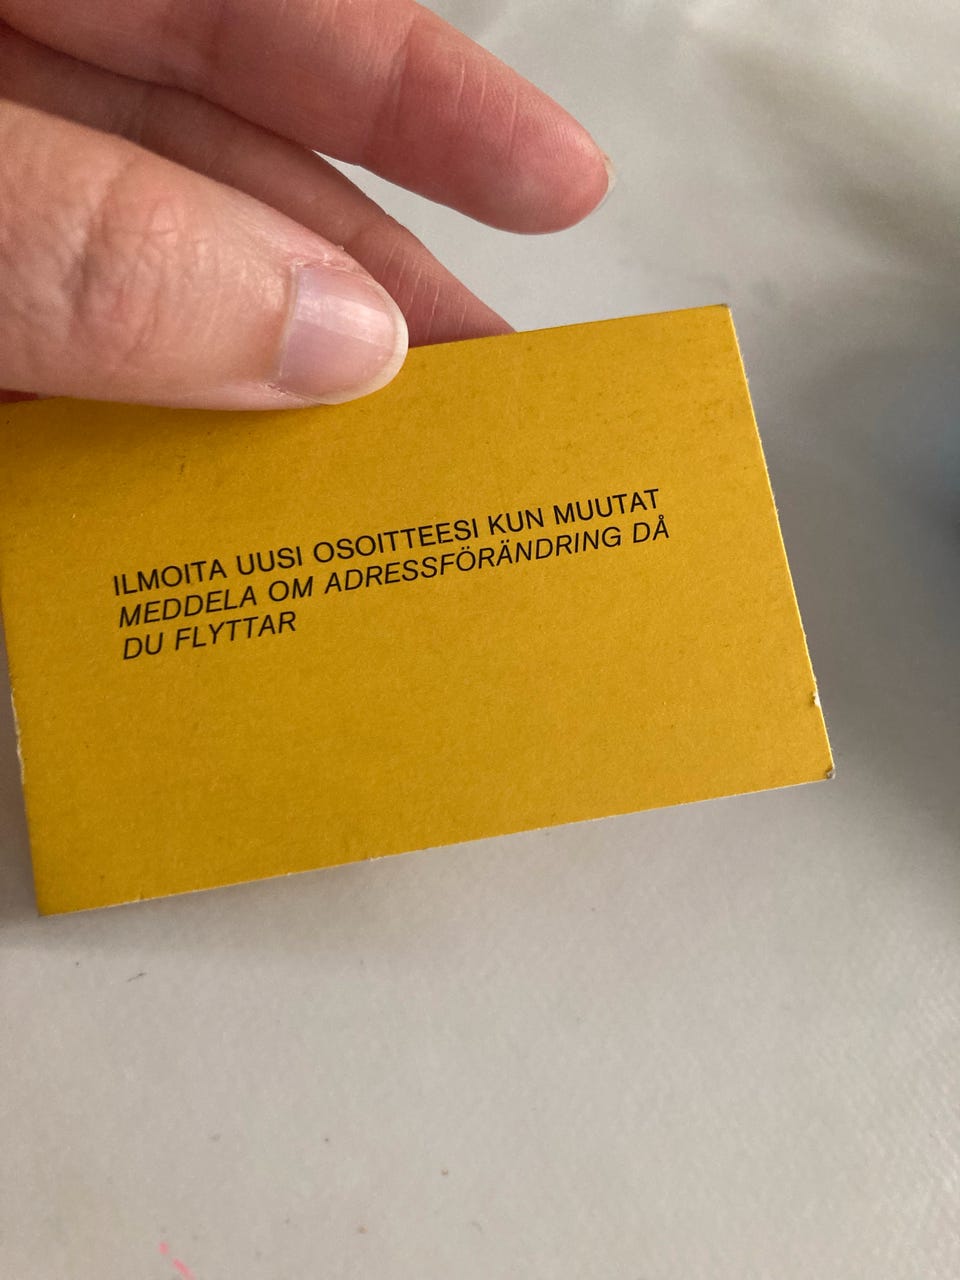 ILMOITA UUSI OSOITTEESI KUN MUUTAT
MEDDELA OM ADRESSFÖRÄNDRING DÅ
DU FLYTTAR